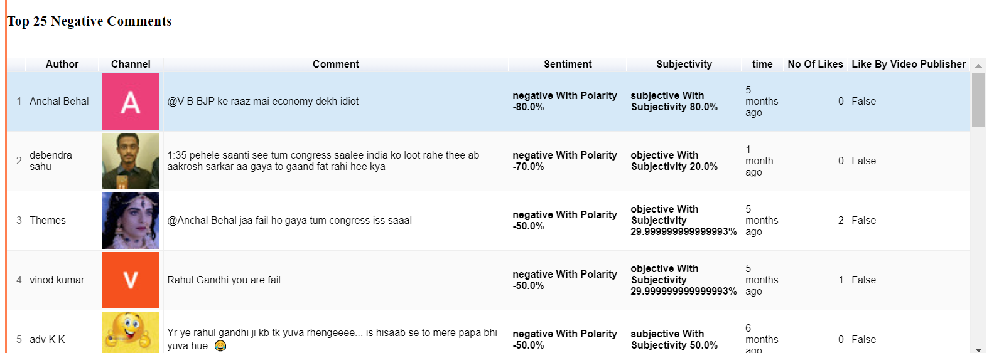 Top 25 Negative Comments
Author Channel Comment Sentiment Subjectivity time No Of Likes Like By Video Publisher
1 Anchal Behal A @V B BJP ke raaz mai economy dekh idiot negative With Polarity subjective With 5 0 False
-80.0% Subjectivity 80.0% months
ago
2 debendra 1:35 pehele saanti see tum congress saalee india ko loot rahe thee ab negative With Polarity objective With 1 0 False
sahu aakrosh sarkar aa gaya to gaand fat rahi hee kya -70.0% Subjectivity 20.0% month
ago
3 Themes @Anchal Behal jaa fail ho gaya tum congress iss saaal negative With Polarity objective With 5 2 False
-50.0% Subjectivity months
29.999999999999993% ago
4 vinod kumar V Rahul Gandhi you are fail negative With Polarity objective With 5 1 False
-50.0% Subjectivity months
29.999999999999993% ago
5 adv K K Yr ye rahul gandhi ji kb tk yuva rhengeeee... is hisaab se to mere papa bhi negative With Polarity subjective With 6 0 False
yuva hue..😂 -50.0% Subjectivity 50.0% months
ago